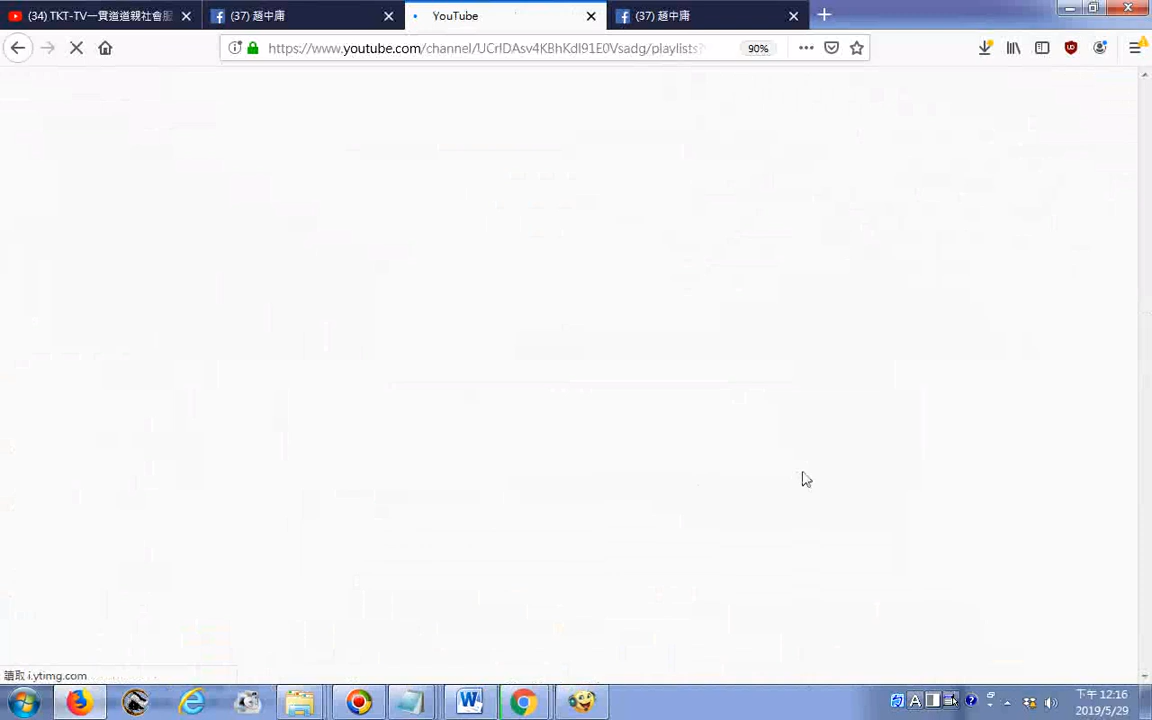 (34) TKT-TV一貫道道親社會服
(37) 趙中庸
YouTube
(37) 趙中庸
https://www.youtube.com/channel/UCrIDAsv4KBhKdI91E0Vsadg/playlists?
90%
讀取 i.ytimg.com
下午 12:16
2019/5/29